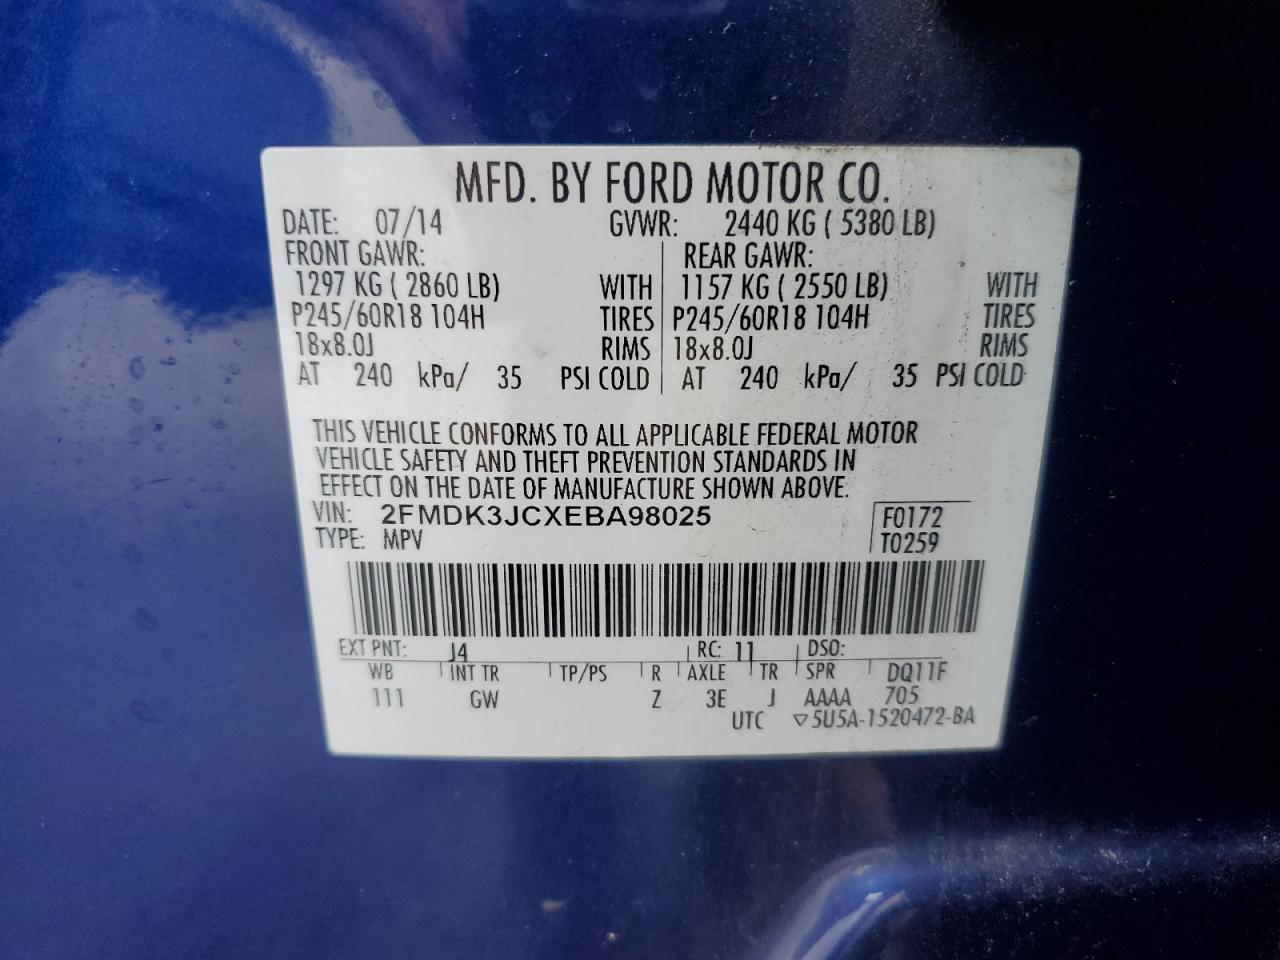 MFD. BY FORD MOTOR CO.
DATE: 07/14 GVWR: 2440 KG ( 5380 LB)
FRONT GAWR: REAR GAWR:
1297 KG ( 2860 LB) WITH 1157 KG ( 2550 LB) WITH
P245/60R18 104H TIRES P245/60R18 104H TIRES
18x8.0J RIMS 18x8.0J RIMS
AT 240 kPa/ 35 PSI COLD AT 240 kPa/ 35 PSI COLD
THIS VEHICLE CONFORMS TO ALL APPLICABLE FEDERAL MOTOR
VEHICLE SAFETY AND THEFT PREVENTION STANDARDS IN
EFFECT ON THE DATE OF MANUFACTURE SHOWN ABOVE.
VIN: 2FMDK3JCXEBA98025 F0172
TYPE: MPV T0259
EXT PNT: J4 RC: 11 DSO:
WB INT TR TP/PS R AXLE TR SPR DQ11F
111 GW Z 3E J AAAA 705
UTC ▽5U5A-1520472-BA